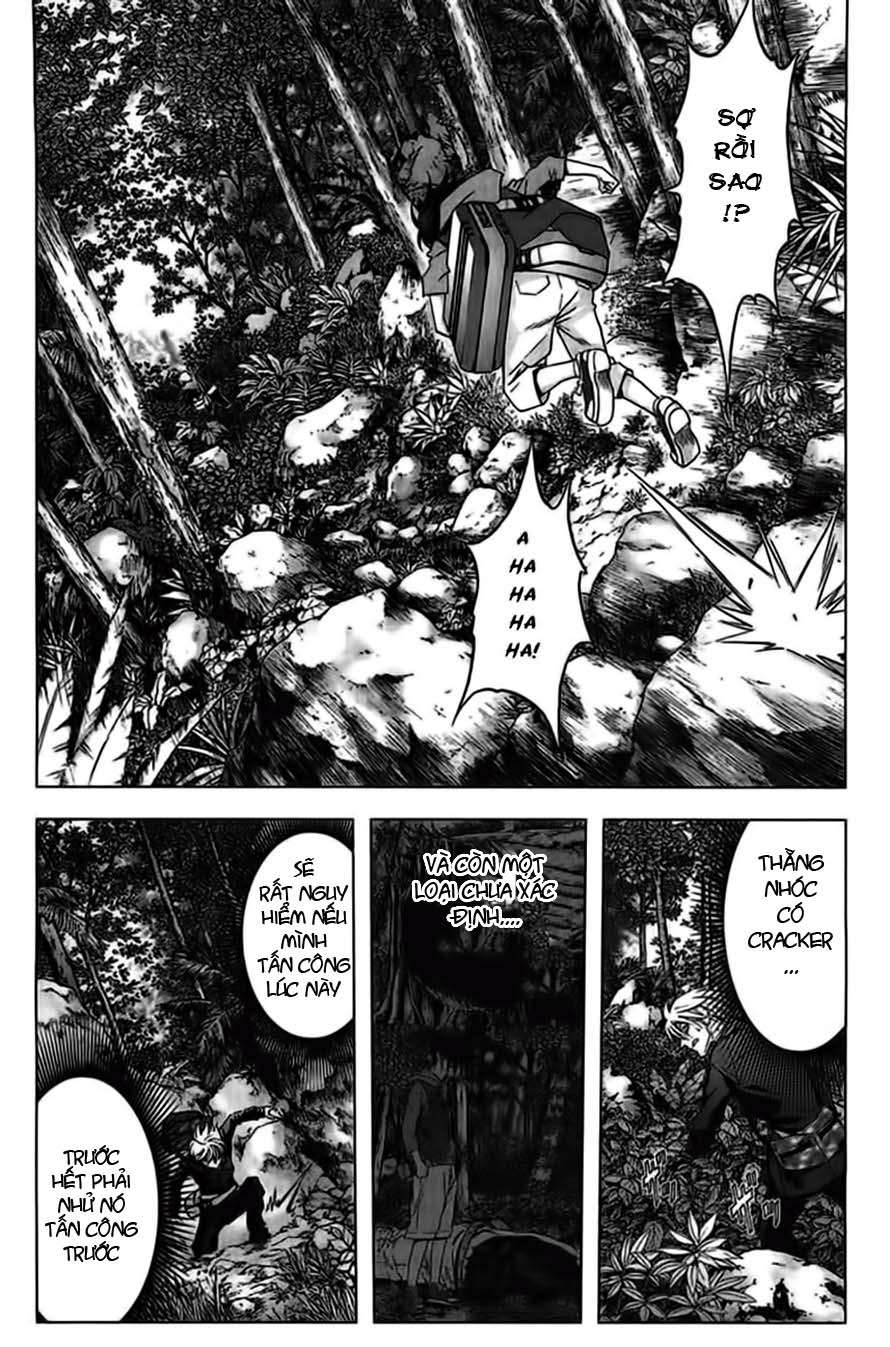 SỢ
RỒI
SAO
!?
A
HA
HA
HA
HA!
THẰNG
NHÓC
CÓ
CRACKER
...
VÀ CÒN MỘT
LOẠI CHƯA XÁC
ĐỊNH....
SẼ
RẤT NGUY
HIỂM NẾU
MÌNH
TẤN CÔNG
LÚC NÀY
TRƯỚC
HẾT PHẢI
NHỬ NÓ
TẤN CÔNG
TRƯỚC